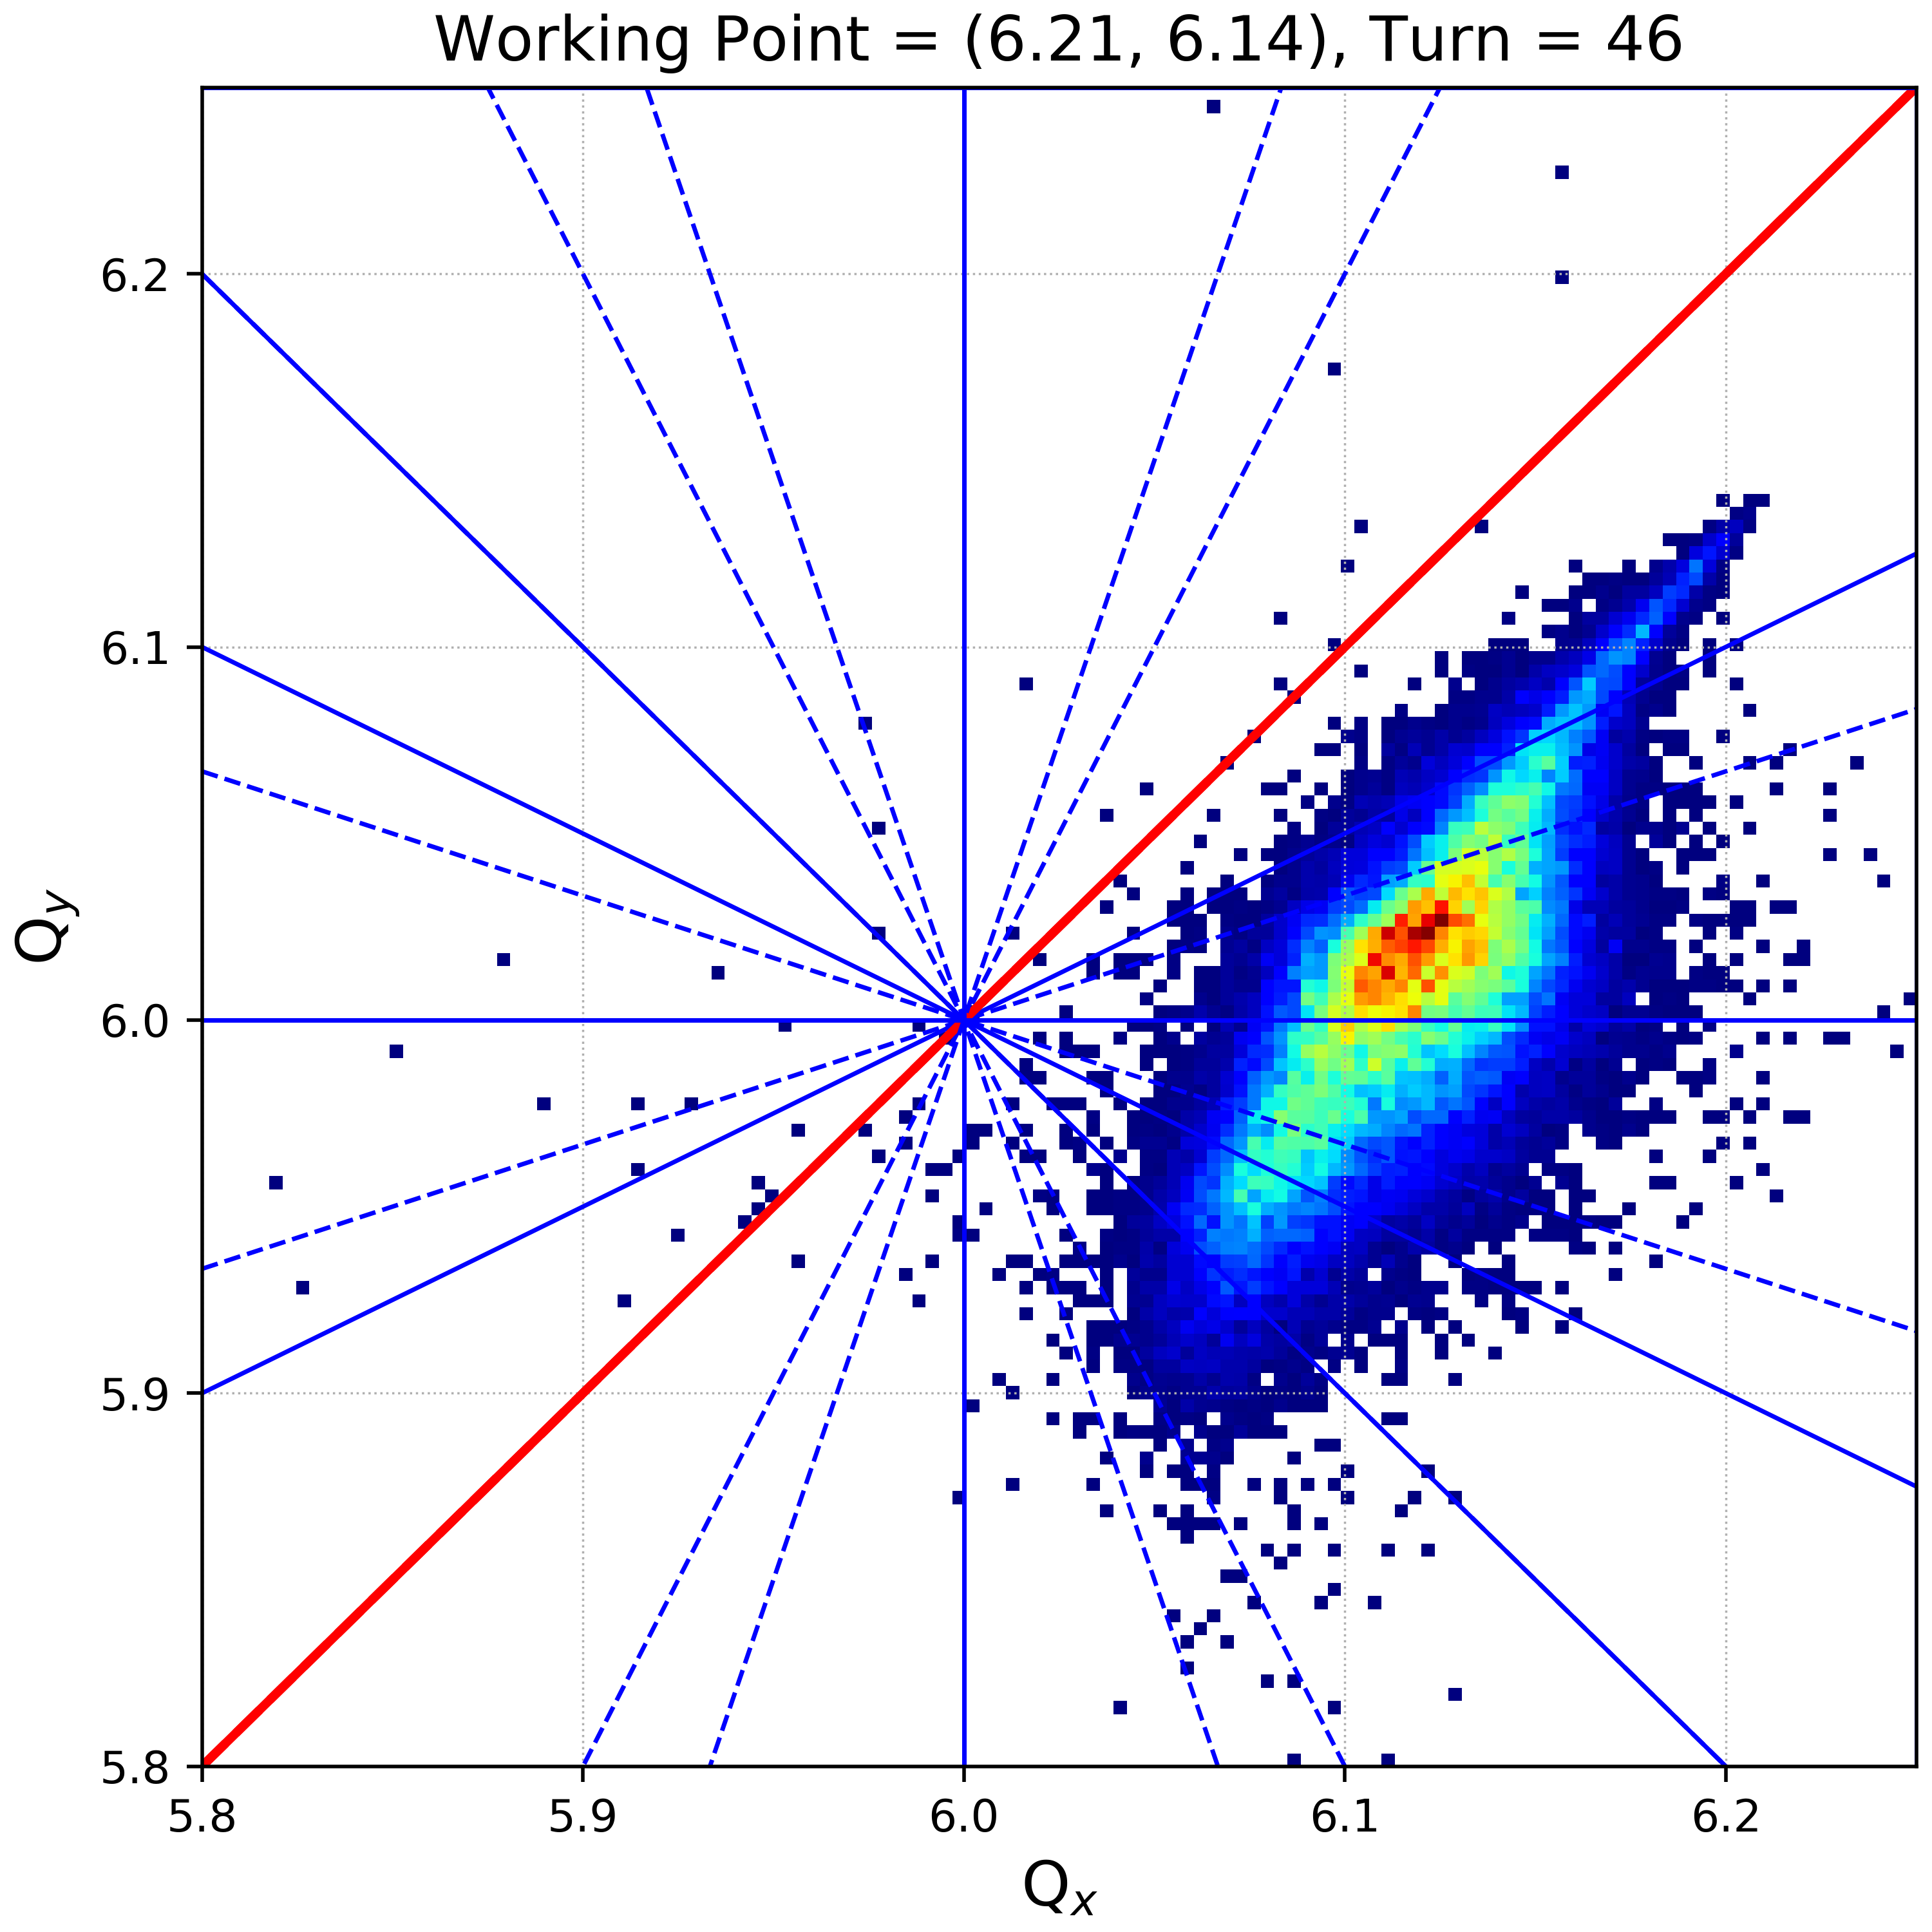 Working Point = (6.21, 6.14), Turn = 46
6.2
6.1
6.0
5.9
5.8
Qy
5.8 5.9 6.0 6.1 6.2
Qx